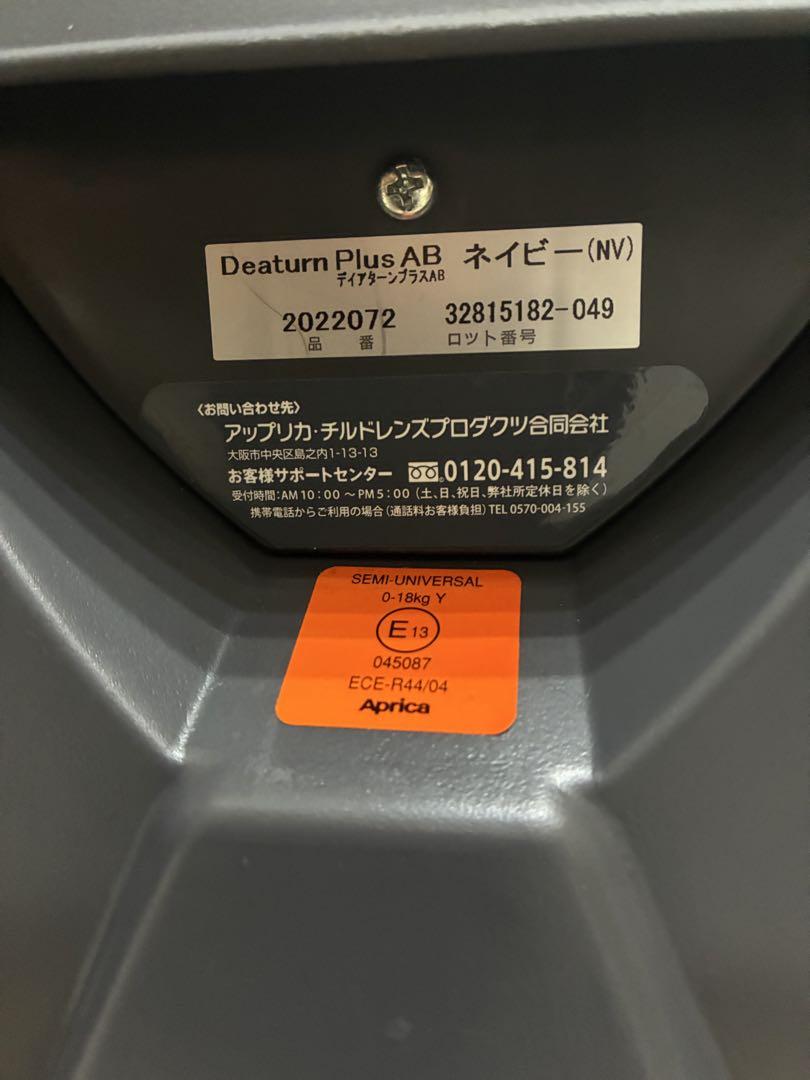 Deaturn Plus AB ネイビー(NV)
ディアターンプラスAB
2022072 32815182-049
品 番 ロット番号
〈お問い合わせ先〉
アップリカ・チルドレンズプロダクツ合同会社
大阪市中央区島之内1-13-13
お客様サポートセンター 0120-415-814
受付時間:AM10:00〜PM5:00(土、日、祝日、弊社所定休日を除く)
携帯電話からご利用の場合(通話料お客様負担)TEL 0570-004-155
SEMI-UNIVERSAL
0-18kg Y
E 13
045087
ECE-R44/04
Aprica